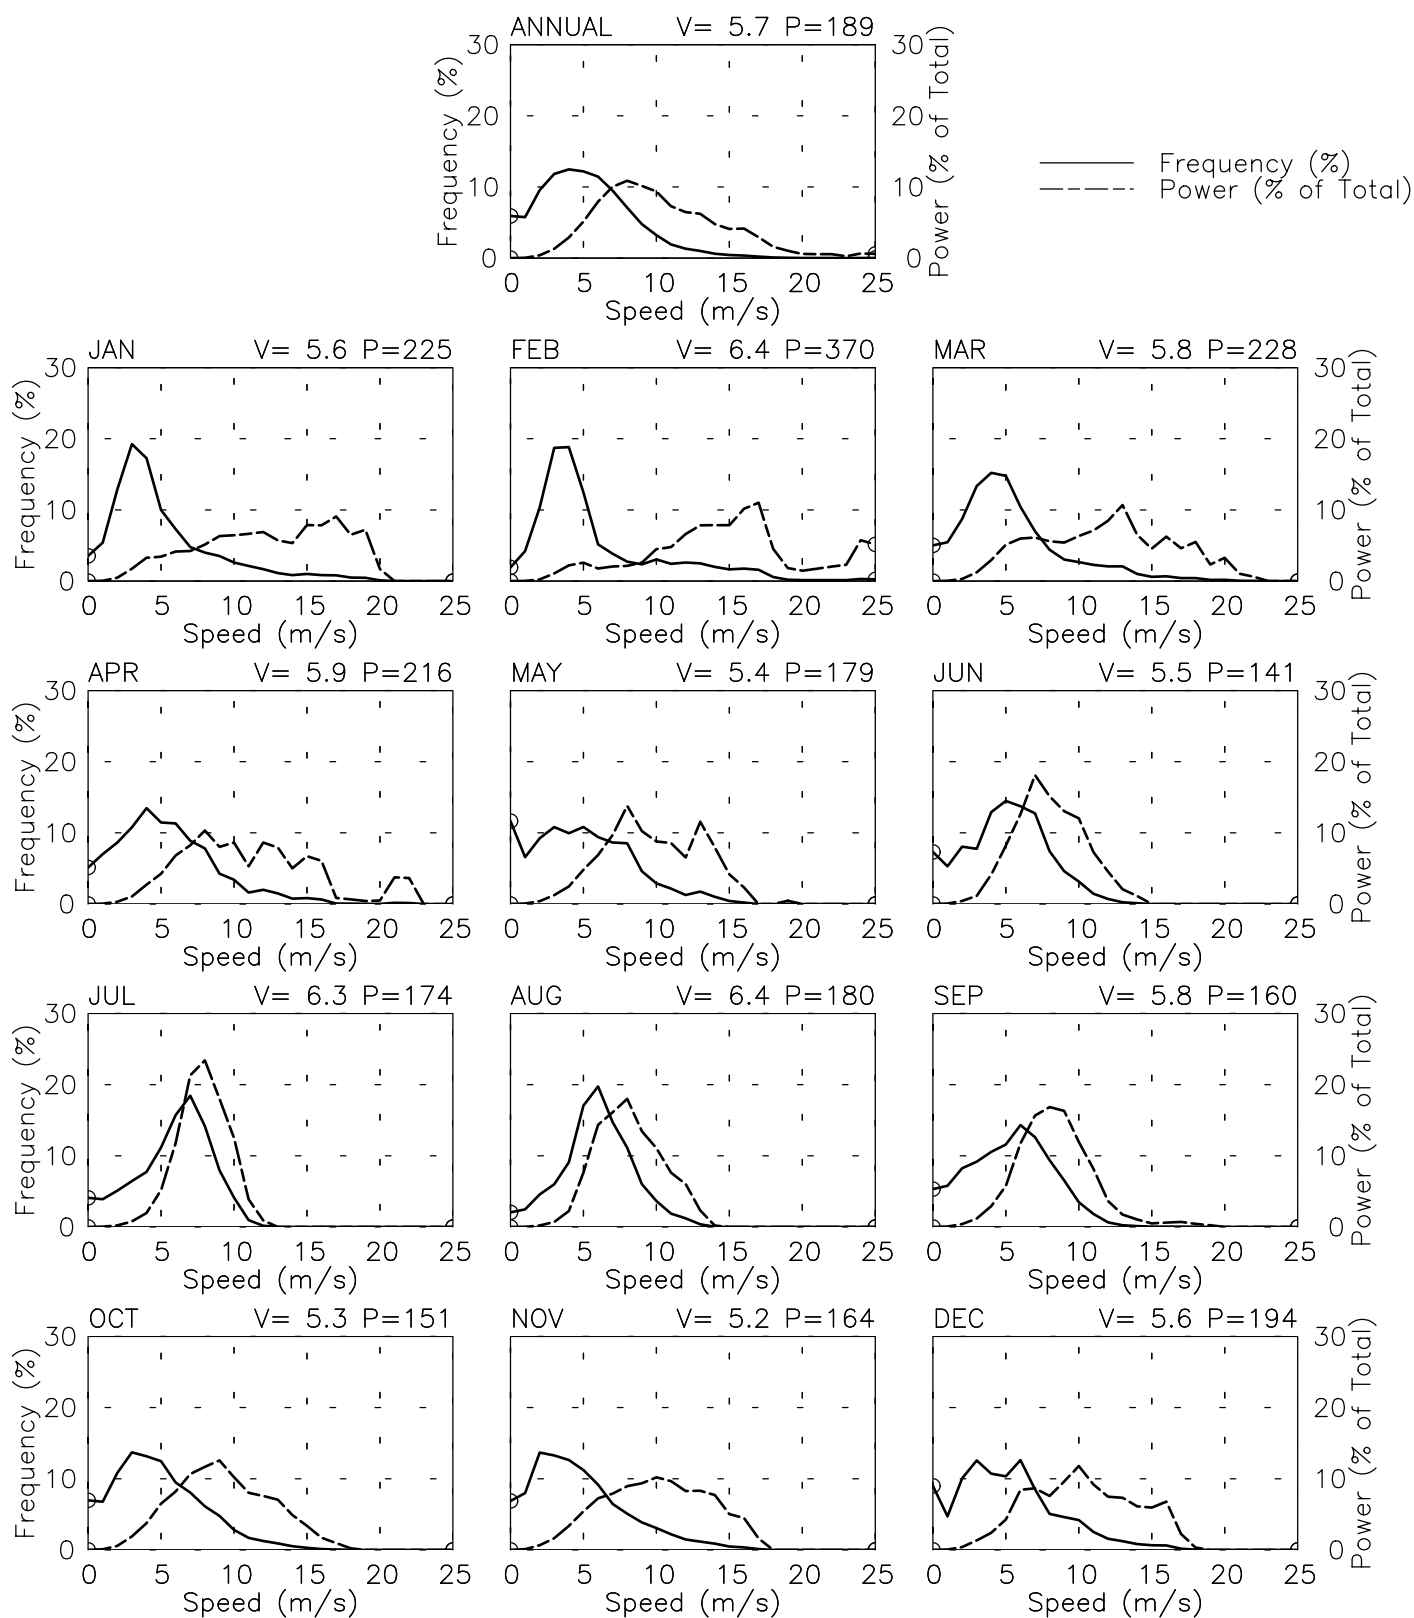 ANNUAL V= 5.7 P=189
30 30
20 20
10 10
0 0
Frequency (%)
Power (% of Total)
0 5 10 15 20 25
Speed (m/s)
Frequency (%)
Power (% of Total)
JAN V= 5.6 P=225
FEB V= 6.4 P=370
MAR V= 5.8 P=228
30 30
20 20
10 10
0 0
Frequency (%)
Power (% of Total)
0 5 10 15 20 25
0 5 10 15 20 25
0 5 10 15 20 25
Speed (m/s)
Speed (m/s)
Speed (m/s)
APR V= 5.9 P=216
MAY V= 5.4 P=179
JUN V= 5.5 P=141
30 30
20 20
10 10
0 0
Frequency (%)
Power (% of Total)
0 5 10 15 20 25
0 5 10 15 20 25
0 5 10 15 20 25
Speed (m/s)
Speed (m/s)
Speed (m/s)
JUL V= 6.3 P=174
AUG V= 6.4 P=180
SEP V= 5.8 P=160
30 30
20 20
10 10
0 0
Frequency (%)
Power (% of Total)
0 5 10 15 20 25
0 5 10 15 20 25
0 5 10 15 20 25
Speed (m/s)
Speed (m/s)
Speed (m/s)
OCT V= 5.3 P=151
NOV V= 5.2 P=164
DEC V= 5.6 P=194
30 30
20 20
10 10
0 0
Frequency (%)
Power (% of Total)
0 5 10 15 20 25
0 5 10 15 20 25
0 5 10 15 20 25
Speed (m/s)
Speed (m/s)
Speed (m/s)